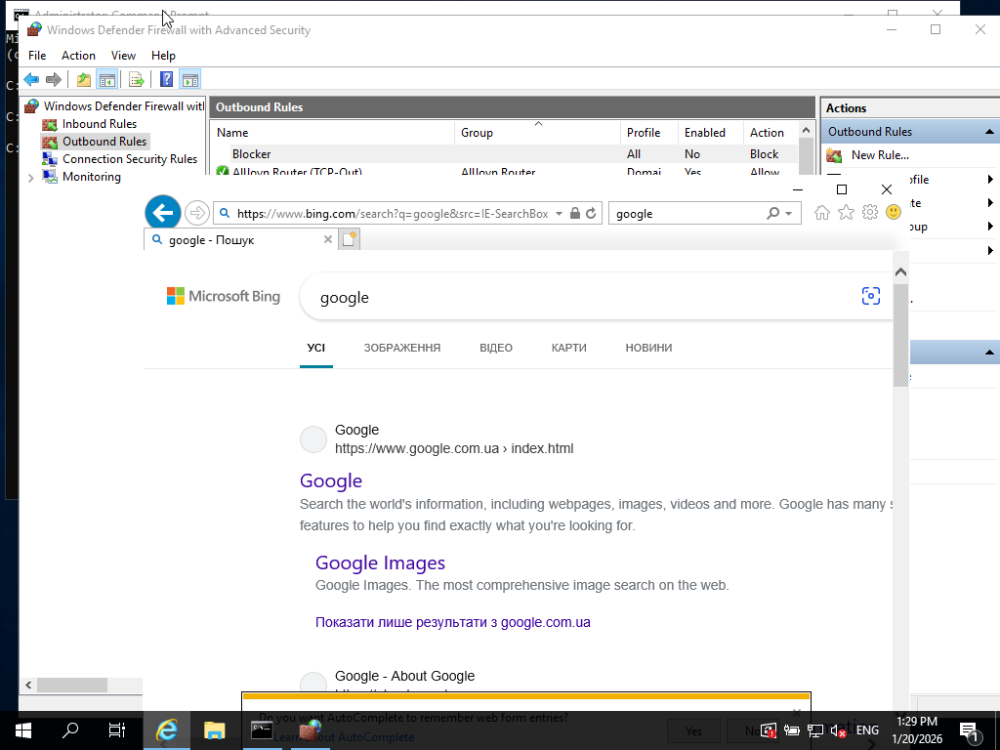 Administrator: Command Prompt
Windows Defender Firewall with Advanced Security
File Action View Help
Windows Defender Firewall with
Inbound Rules
Outbound Rules
Connection Security Rules
Monitoring
Outbound Rules
Name Group Profile Enabled Action
Blocker All No Block
AllJoyn Router (TCP-Out) AllJoyn Router Domai Yes Allow
Actions
Outbound Rules
New Rule...
https://www.bing.com/search?q=google&src=IE-SearchBox
google
google - Пошук
Microsoft Bing
google
УСІ ЗОБРАЖЕННЯ ВІДЕО КАРТИ НОВИНИ
Google
https://www.google.com.ua › index.html
Google
Search the world's information, including webpages, images, videos and more. Google has many
features to help you find exactly what you're looking for.
Google Images
Google Images. The most comprehensive image search on the web.
Показати лише результати з google.com.ua
Google - About Google
Do you want AutoComplete to remember web form entries?
Learn about AutoComplete
Yes No
ENG
1:29 PM
1/20/2026
1